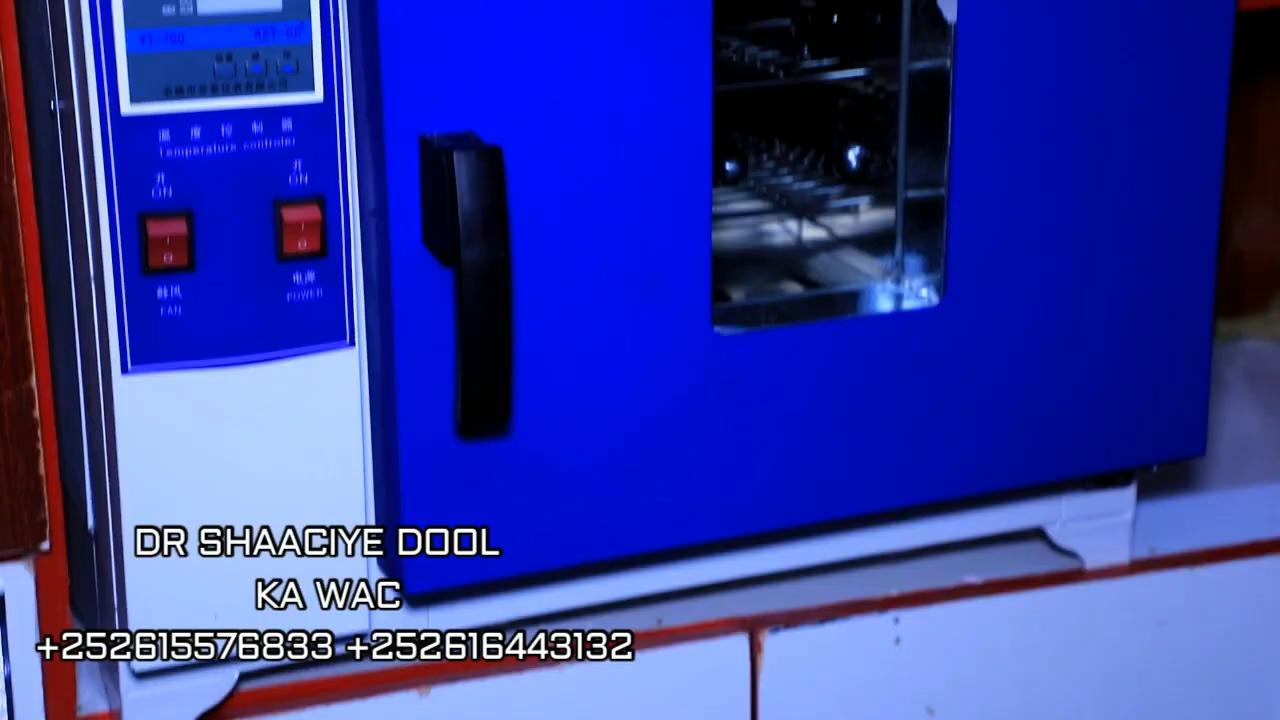 温度控制器
Temperature controler
开 开
ON ON
鼓风 电源
FAN POWER
DR SHAACIYE DOOL
KA WAC
+252615576833 +252616443132